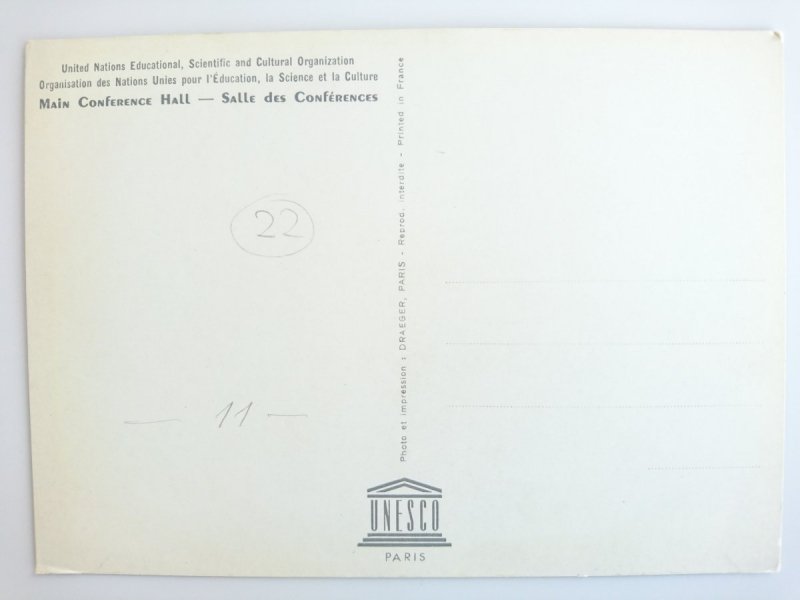 United Nations Educational, Scientific and Cultural Organization
Organisation des Nations Unies pour l'Éducation, la Science et la Culture
Main Conference Hall — Salle des Conférences
22
— 11 —
Photo et impression : DRAEGER, PARIS - Reprod. interdite - Printed in France
UNESCO
PARIS